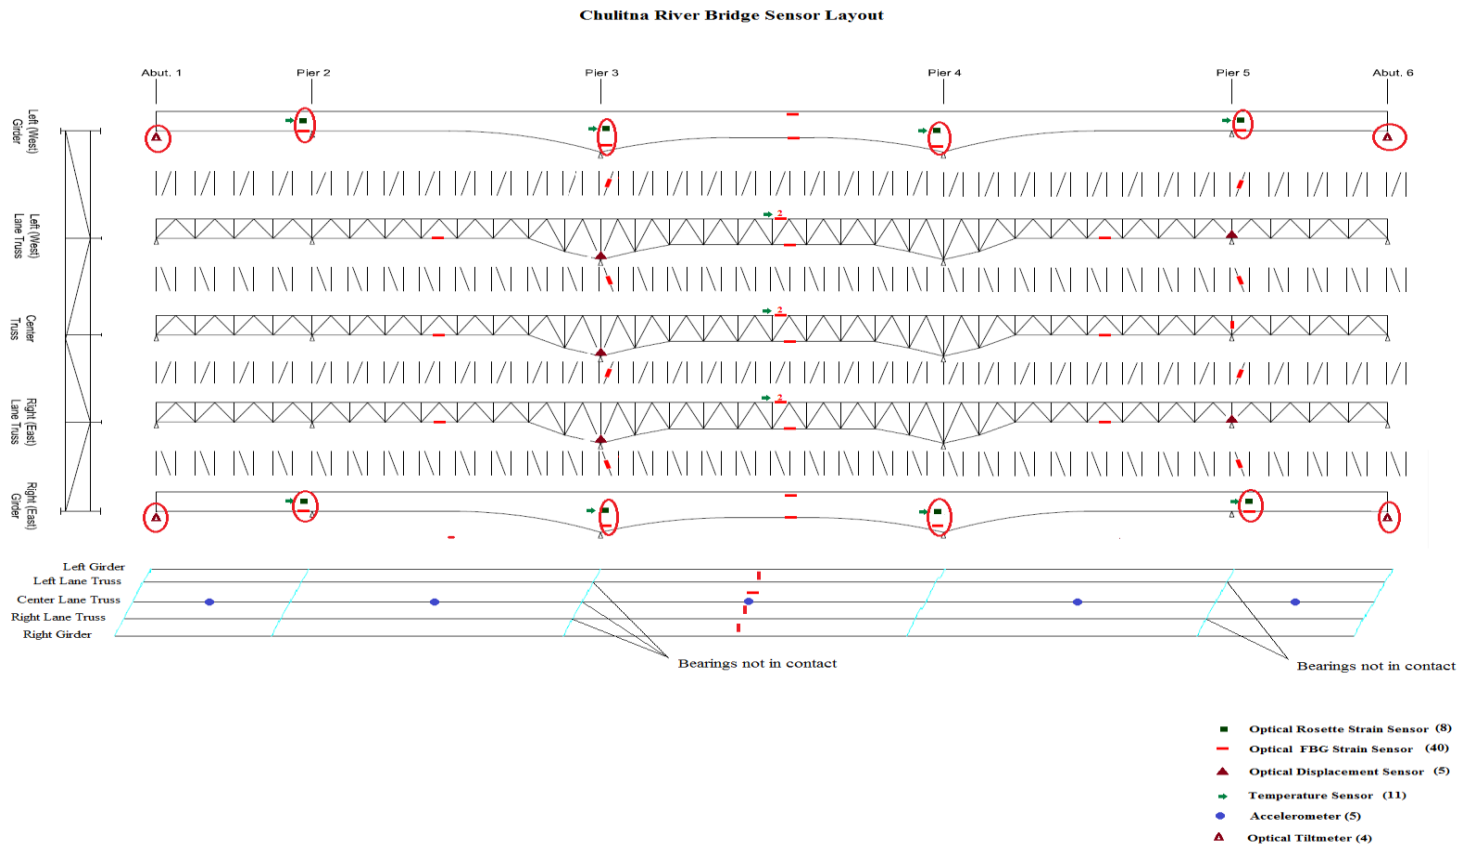 Chulitna River Bridge Sensor Layout
Abut. 1
Pier 2
Pier 3
Pier 4
Pier 5
Abut. 6
Left (West)
Girder
Left (West)
Lane Truss
2
Center
Truss
2
Right (East)
Lane Truss
2
Right (East)
Girder
Left Girder
Left Lane Truss
Center Lane Truss
Right Lane Truss
Right Girder
Bearings not in contact
Bearings not in contact
Optical Rosette Strain Sensor (8)
Optical FBG Strain Sensor (40)
Optical Displacement Sensor (5)
Temperature Sensor (11)
Accelerometer (5)
Optical Tiltmeter (4)